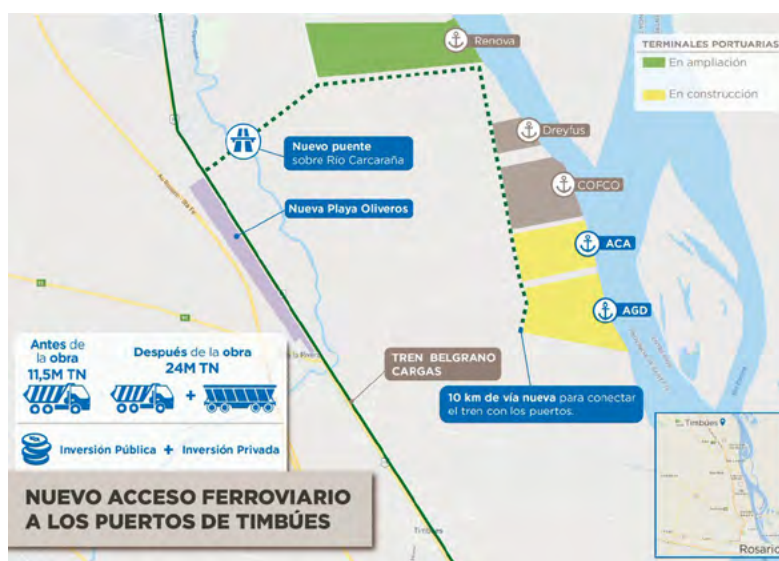 Renova
TERMINALES PORTUARIAS
En ampliación
En construcción
Dreyfus
Nuevo puente
sobre Río Carcaraña
COFCO
Nueva Playa Oliveros
ACA
AGD
Antes de
la obra
11,5M TN
Después de la obra
24M TN
+
TREN BELGRANO
CARGAS
10 km de vía nueva para conectar
el tren con los puertos.
Inversión Pública + Inversión Privada
NUEVO ACCESO FERROVIARIO
A LOS PUERTOS DE TIMBÚES
Timbúes
Timbúes
Rosario